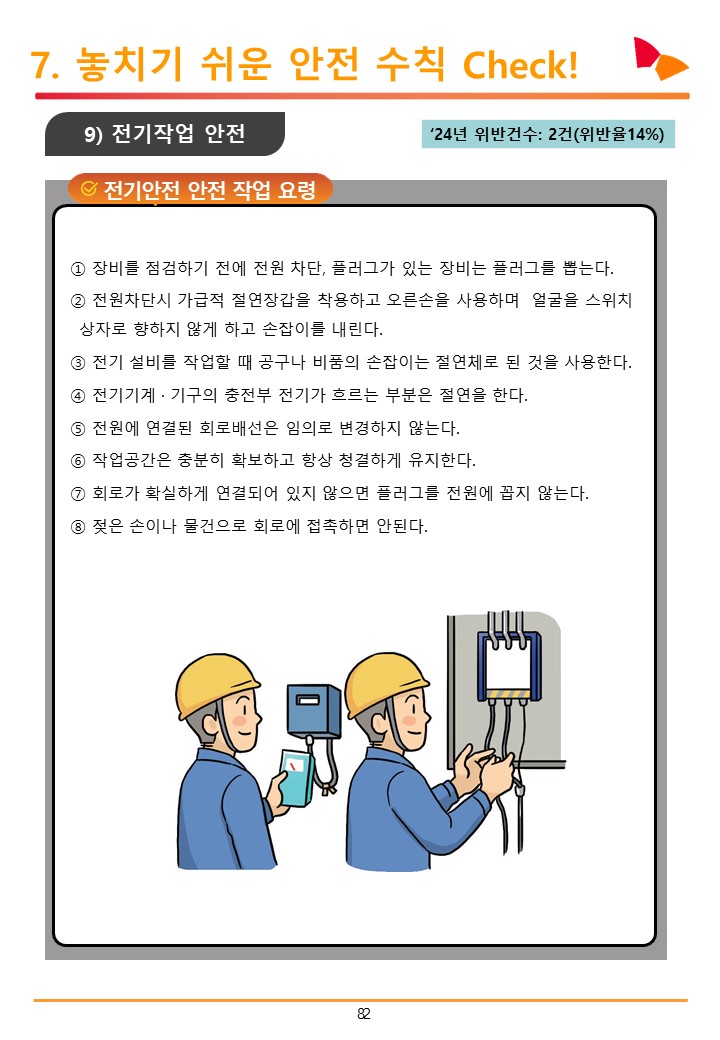 7. 놓치기 쉬운 안전 수칙 Check!
9) 전기작업 안전
‘24년 위반건수: 2건(위반율14%)
전기안전 안전 작업 요령
① 장비를 점검하기 전에 전원 차단, 플러그가 있는 장비는 플러그를 뽑는다.
② 전원차단시 가급적 절연장갑을 착용하고 오른손을 사용하며 얼굴을 스위치
상자로 향하지 않게 하고 손잡이를 내린다.
③ 전기 설비를 작업할 때 공구나 비품의 손잡이는 절연체로 된 것을 사용한다.
④ 전기기계 · 기구의 충전부 전기가 흐르는 부분은 절연을 한다.
⑤ 전원에 연결된 회로배선은 임의로 변경하지 않는다.
⑥ 작업공간은 충분히 확보하고 항상 청결하게 유지한다.
⑦ 회로가 확실하게 연결되어 있지 않으면 플러그를 전원에 꼽지 않는다.
⑧ 젖은 손이나 물건으로 회로에 접촉하면 안된다.
82